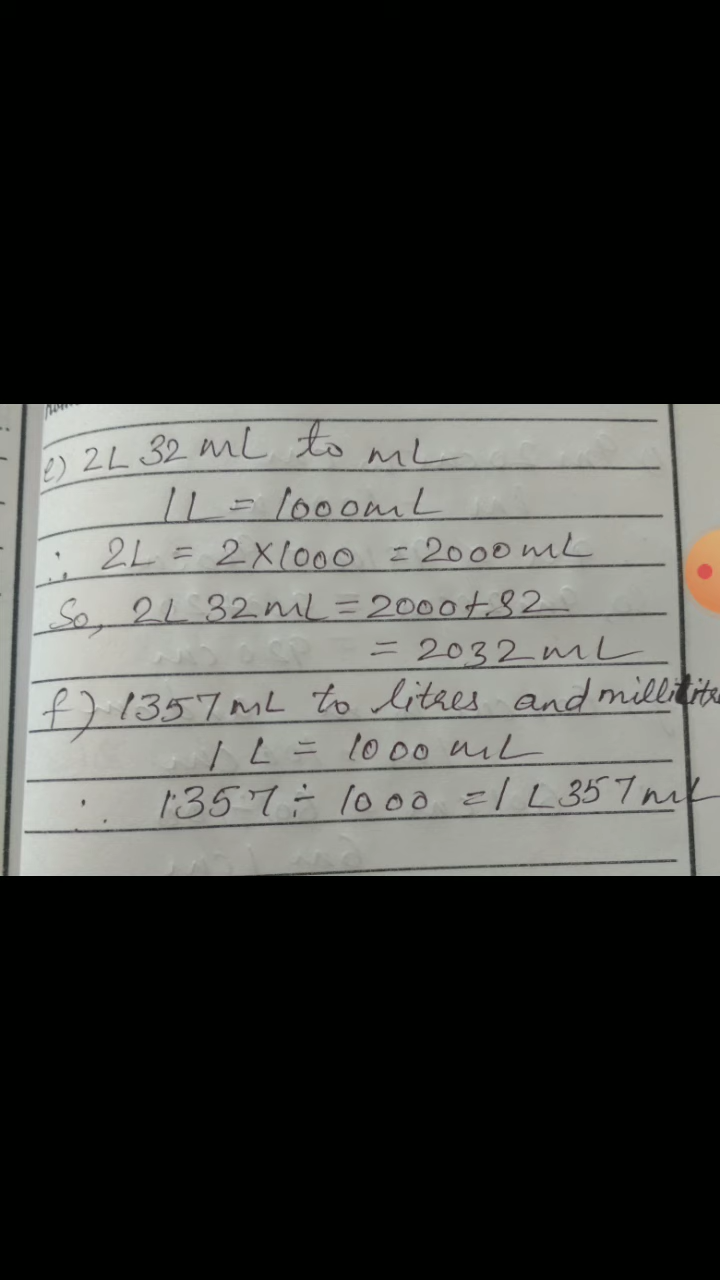 e) 2L 32 mL to mL
1L = 1000mL
∴ 2L = 2×1000 = 2000mL
So, 2L 32mL = 2000+32
= 2032mL
f) 1357mL to litres and millilitres
1 L = 1000 mL
∴ 1357 ÷ 1000 = 1 L 357 mL